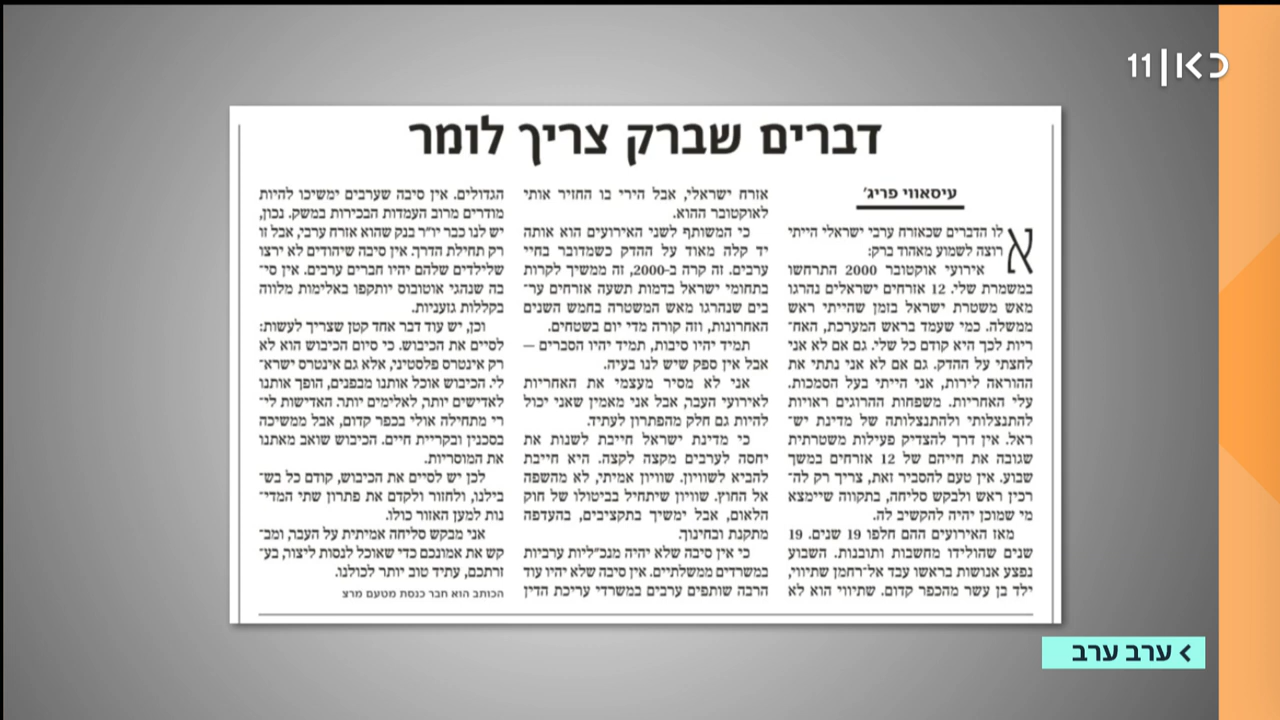 כאן 11
דברים שברק צריך לומר
עיסאווי פריג׳
אלו הדברים שכאזרח ערבי ישראלי הייתי
רוצה לשמוע מאהוד ברק:
אירועי אוקטובר 2000 התרחשו
במשמרת שלי. 12 אזרחים ישראלים נהרגו
מאש משטרת ישראל בזמן שהייתי ראש
ממשלה. כמי שעמד בראש המערכת, האח־
ריות לכך היא קודם כל שלי. גם אם לא אני
לחצתי על ההדק. גם אם לא אני נתתי את
ההוראה לירות, אני הייתי בעל הסמכות.
עלי האחריות. משפחות ההרוגים ראויות
להתנצלותי ולהתנצלותה של מדינת יש־
ראל. אין דרך להצדיק פעילות משטרתית
שגובה את חייהם של 12 אזרחים במשך
שבוע. אין טעם להסביר זאת, צריך רק לה־
רכין ראש ולבקש סליחה, בתקווה שיימצא
מי שמוכן יהיה להקשיב לה.
מאז האירועים ההם חלפו 19 שנים. 19
שנים שהולידו מחשבות ותובנות. השבוע
נפצע אנושות בראשו עבד אל־רחמן שתיווי,
ילד בן עשר מהכפר קדום. שתיווי הוא לא
אזרח ישראלי, אבל הירי בו החזיר אותי
לאוקטובר ההוא.
כי המשותף לשני האירועים הוא אותה
יד קלה מאוד על ההדק כשמדובר בחיי
ערבים. זה קרה ב-2000, זה ממשיך לקרות
בתחומי ישראל בדמות תשעה אזרחים ער־
בים שנהרגו מאש המשטרה בחמש השנים
האחרונות, וזה קורה מדי יום בשטחים.
תמיד יהיו סיבות, תמיד יהיו הסברים —
אבל אין ספק שיש לנו בעיה.
אני לא מסיר מעצמי את האחריות
לאירועי העבר, אבל אני מאמין שאני יכול
להיות גם חלק מהפתרון לעתיד.
כי מדינת ישראל חייבת לשנות את
יחסה לערבים מקצה לקצה. היא חייבת
להביא לשוויון. שוויון אמיתי, לא מהשפה
אל החוץ. שוויון שיתחיל בביטולו של חוק
הלאום, אבל ימשיך בתקציבים, בהעדפה
מתקנת ובחינוך.
כי אין סיבה שלא יהיה מנכ״ליות ערביות
במשרדים ממשלתיים. אין סיבה שלא יהיו עוד
הרבה שותפים ערבים במשרדי עריכת הדין
הגדולים. אין סיבה שערבים ימשיכו להיות
מודרים מרוב העמדות הבכירות במשק. נכון,
יש לנו כבר יו״ר בנק שהוא אזרח ערבי, אבל זו
רק תחילת הדרך. אין סיבה שיהודים לא ירצו
שלילדים שלהם יהיו חברים ערבים. אין סי־
בה שנהגי אוטובוס יותקפו באלימות מלווה
בקללות גזעניות.
וכן, יש עוד דבר אחד קטן שצריך לעשות:
לסיים את הכיבוש. כי סיום הכיבוש הוא לא
רק אינטרס פלסטיני, אלא גם אינטרס ישרא־
לי. הכיבוש אוכל אותנו מבפנים, הופך אותנו
לאדישים יותר, לאלימים יותר. האדישות לי־
רי מתחילה אולי בכפר קדום, אבל ממשיכה
בסכנין ובקריית חיים. הכיבוש שואב מאתנו
את המוסריות.
לכן יש לסיים את הכיבוש, קודם כל בש־
בילנו, ולחזור ולקדם את פתרון שתי המדי־
נות למען האזור כולו.
אני מבקש סליחה אמיתית על העבר, ומב־
קש את אמונכם כדי שאוכל לנסות ליצור, בע־
זרתכם, עתיד טוב יותר לכולנו.
הכותב הוא חבר כנסת מטעם מרצ
ערב ערב